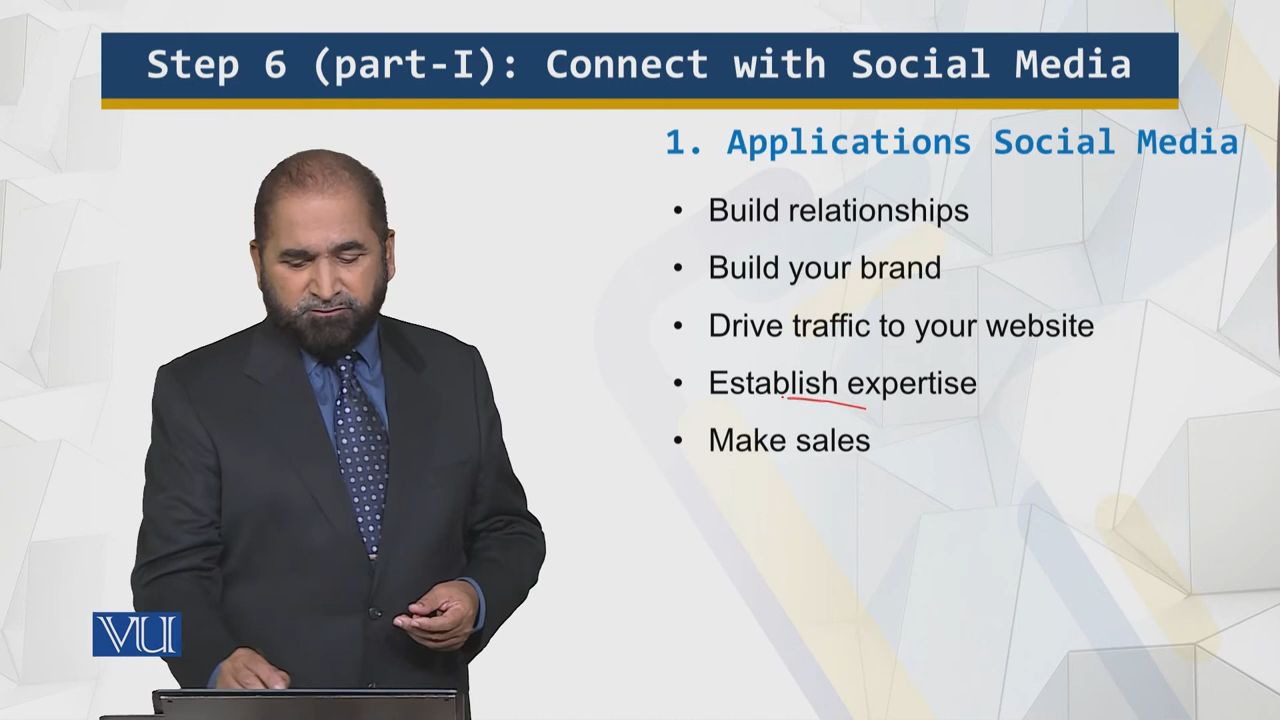 Step 6 (part-I): Connect with Social Media
1. Applications Social Media
• Build relationships
• Build your brand
• Drive traffic to your website
• Establish expertise
• Make sales
VU